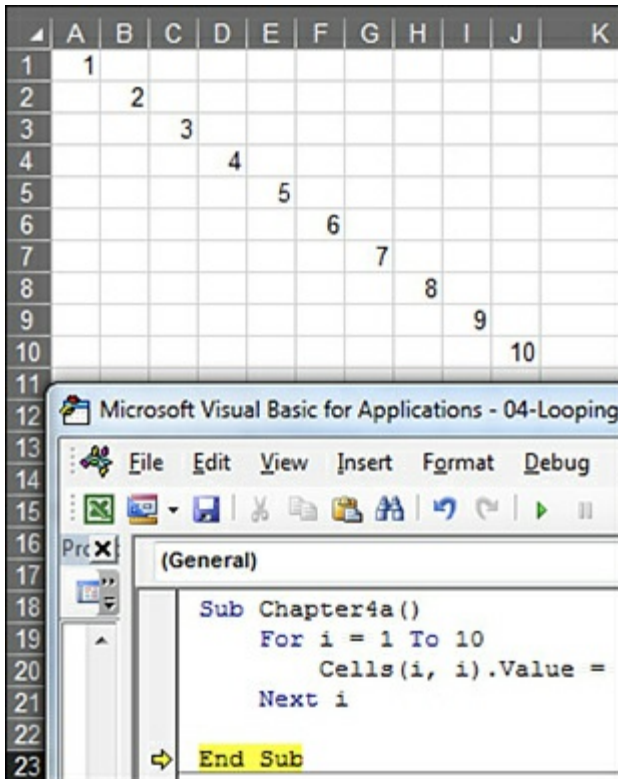 A B C D E F G H I J K
1 1
2 2
3 3
4 4
5 5
6 6
7 7
8 8
9 9
10 10
11
12 Microsoft Visual Basic for Applications - 04-Looping
13 File Edit View Insert Format Debug
14
15
16 Prc (General)
17
18 Sub Chapter4a()
19 For i = 1 To 10
20 Cells(i, i).Value =
21 Next i
22
23 End Sub